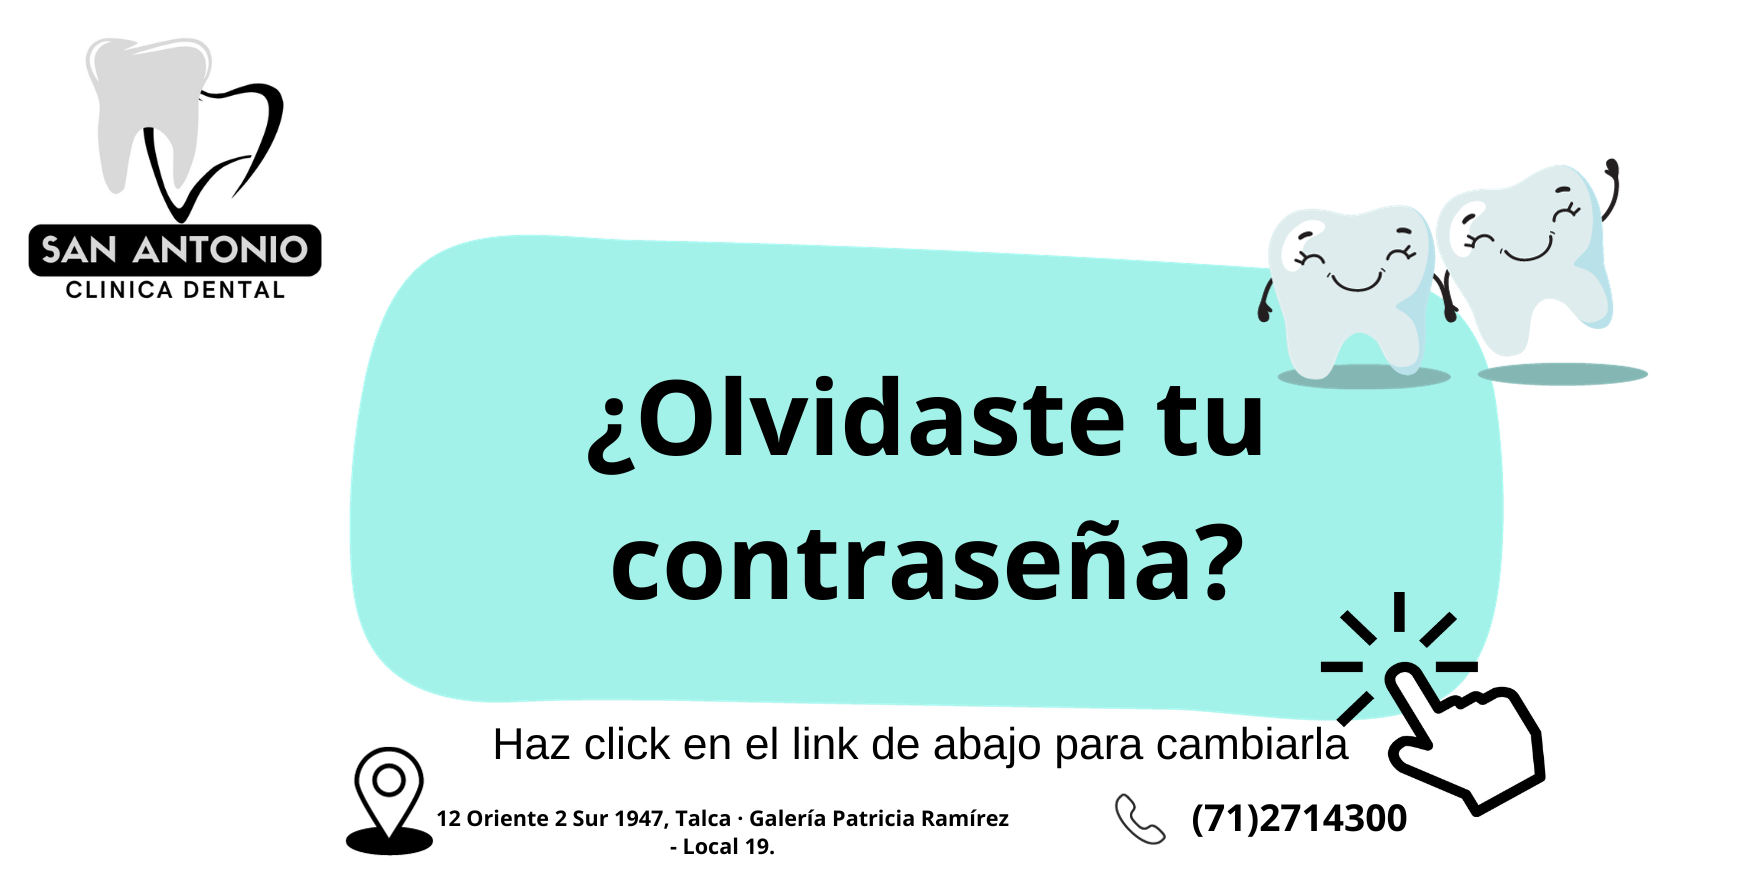 SAN ANTONIO
CLINICA DENTAL
¿Olvidaste tu
contraseña?
Haz click en el link de abajo para cambiarla
12 Oriente 2 Sur 1947, Talca · Galería Patricia Ramírez
- Local 19.
(71)2714300